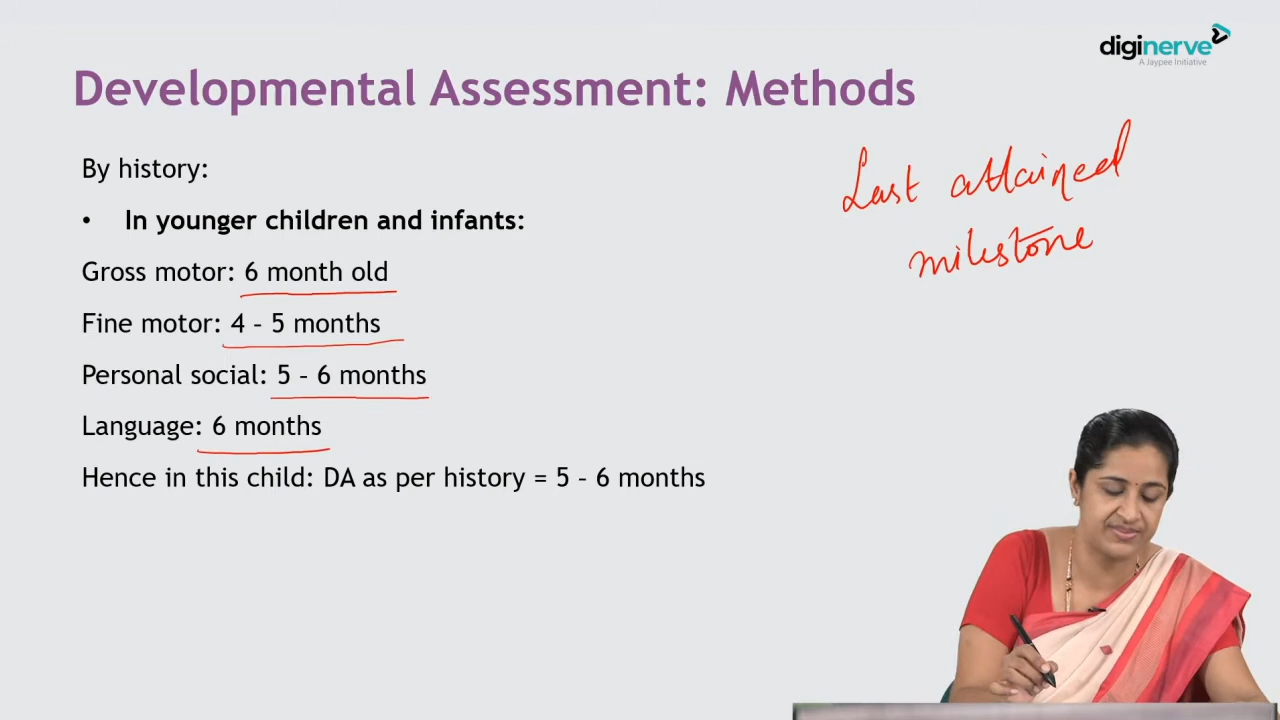 diginerve
A Jaypee Initiative
Developmental Assessment: Methods
By history:
• In younger children and infants:
Gross motor: 6 month old
Fine motor: 4 – 5 months
Personal social: 5 – 6 months
Language: 6 months
Hence in this child: DA as per history = 5 – 6 months
Last attained
milestone